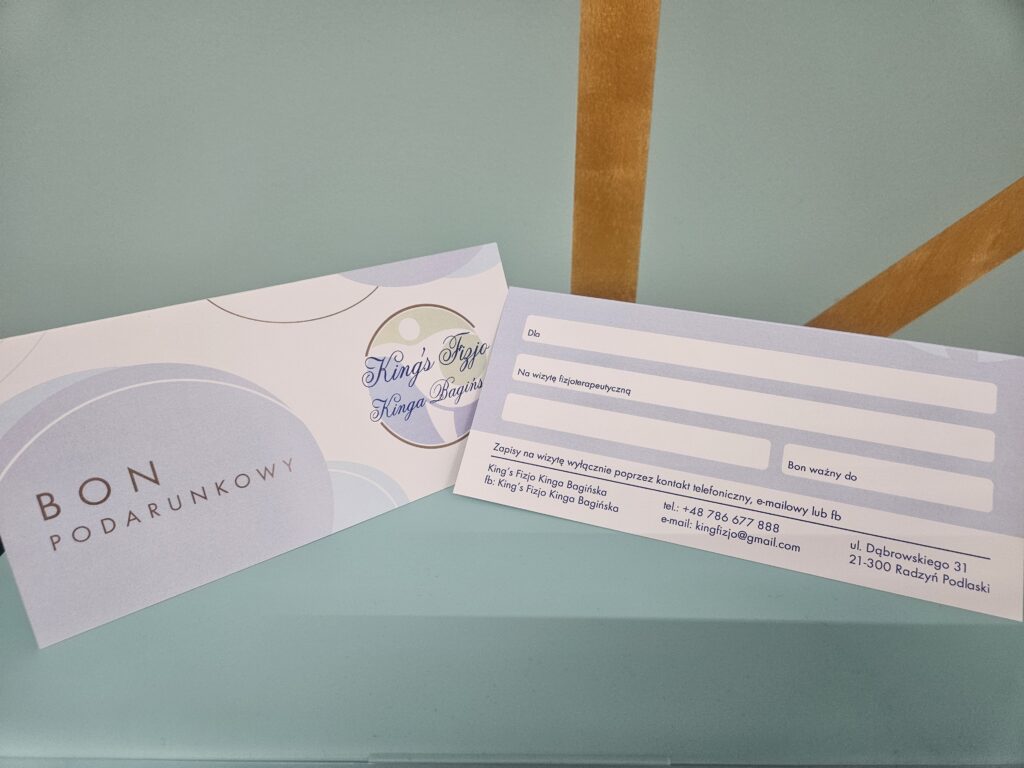 BON
PODARUNKOWY
King's Fizjo
Kinga Bagińs
Dla
Na wizytę fizjoterapeutyczną
Bon ważny do
Zapisy na wizytę wyłącznie poprzez kontakt telefoniczny, e-mailowy lub fb
King's Fizjo Kinga Bagińska
fb: King's Fizjo Kinga Bagińska
tel.: +48 786 677 888
e-mail: kingfizjo@gmail.com
ul. Dąbrowskiego 31
21-300 Radzyń Podlaski